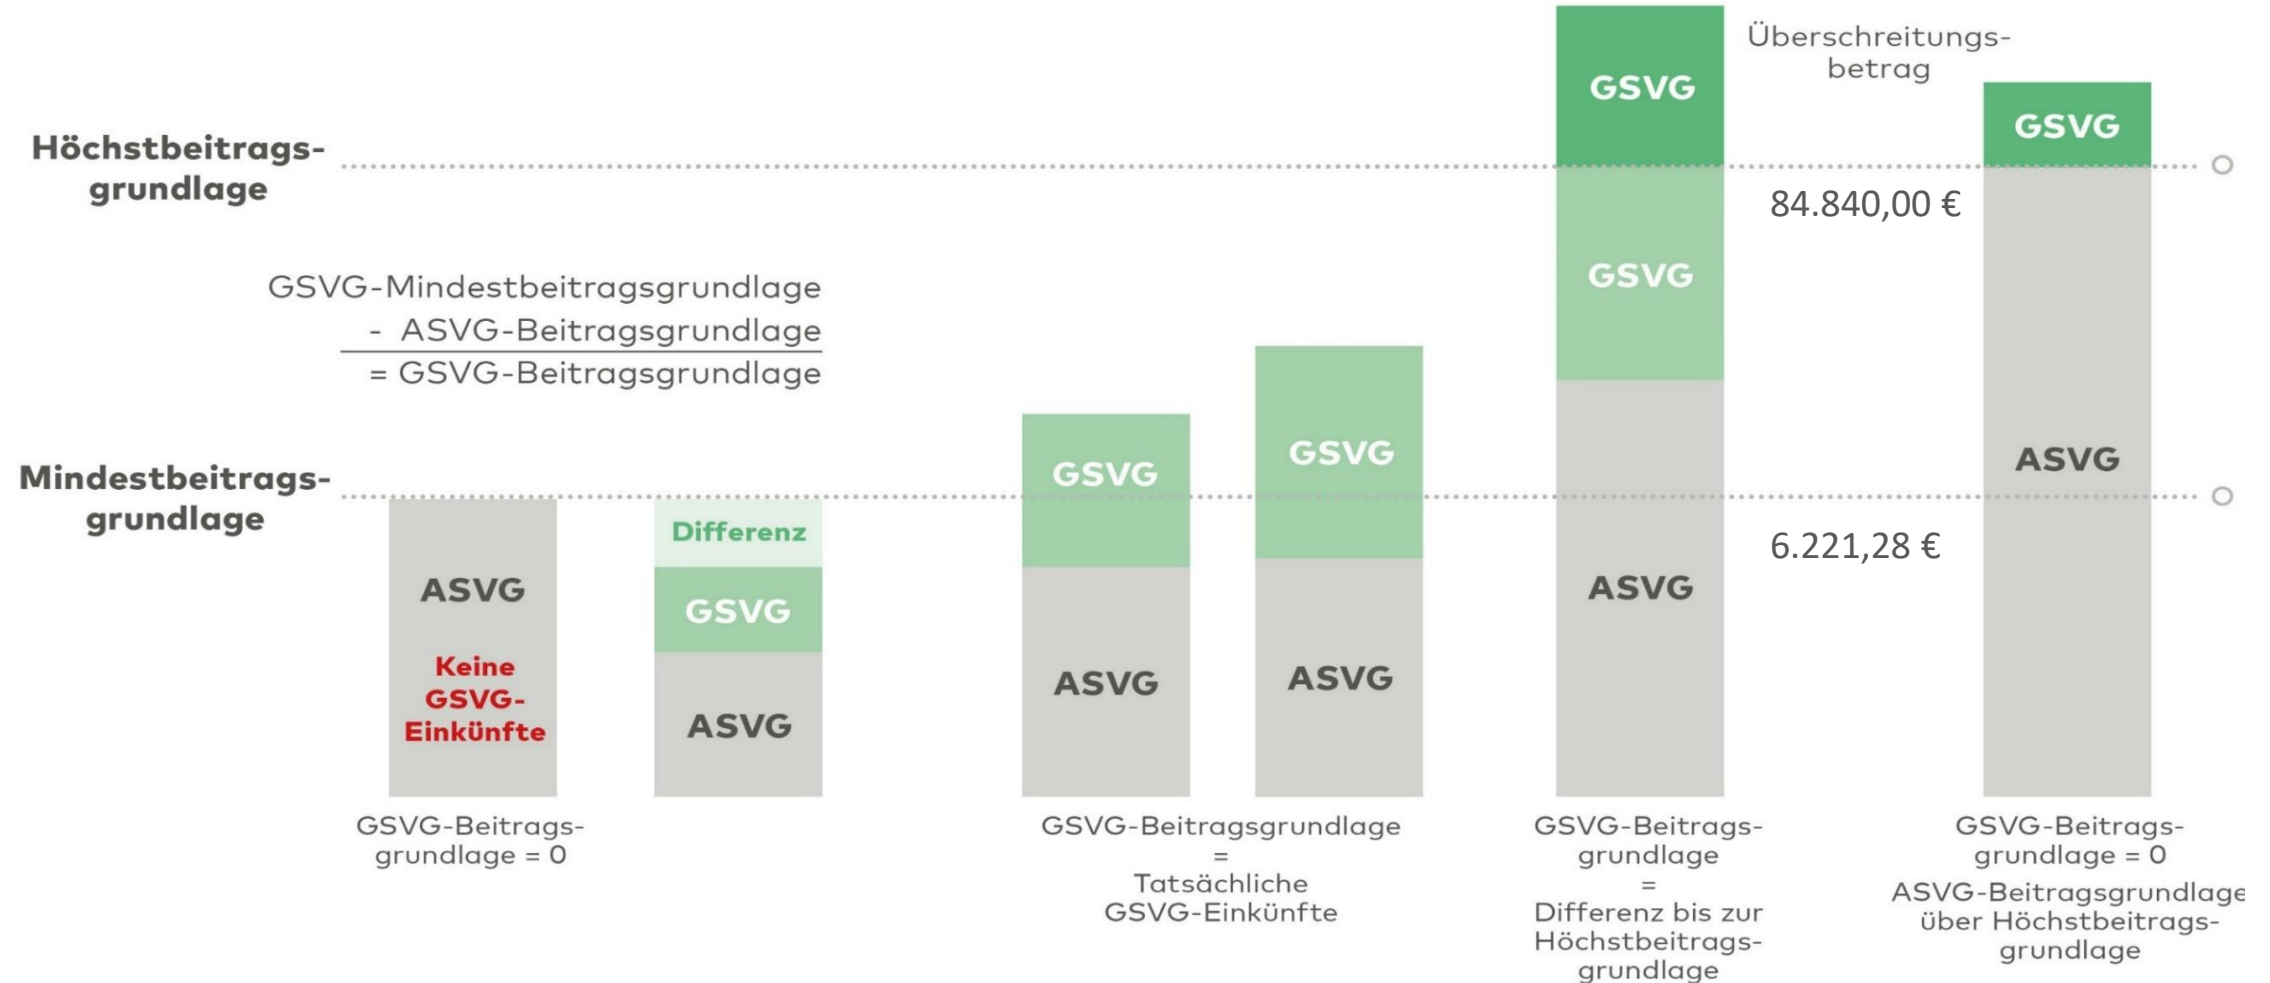 Überschreitungs-
betrag
GSVG
GSVG
Höchstbeitrags-
grundlage
84.840,00 €
GSVG
GSVG-Mindestbeitragsgrundlage
- ASVG-Beitragsgrundlage
= GSVG-Beitragsgrundlage
GSVG
GSVG
ASVG
Mindestbeitrags-
grundlage
Differenz
6.221,28 €
ASVG
GSVG
ASVG
Keine
GSVG-
Einkünfte
ASVG
ASVG
ASVG
GSVG-Beitrags-
grundlage = 0
GSVG-Beitragsgrundlage
=
Tatsächliche
GSVG-Einkünfte
GSVG-Beitrags-
grundlage
=
Differenz bis zur
Höchstbeitrags-
grundlage
GSVG-Beitrags-
grundlage = 0
ASVG-Beitragsgrundlage
über Höchstbeitrags-
grundlage